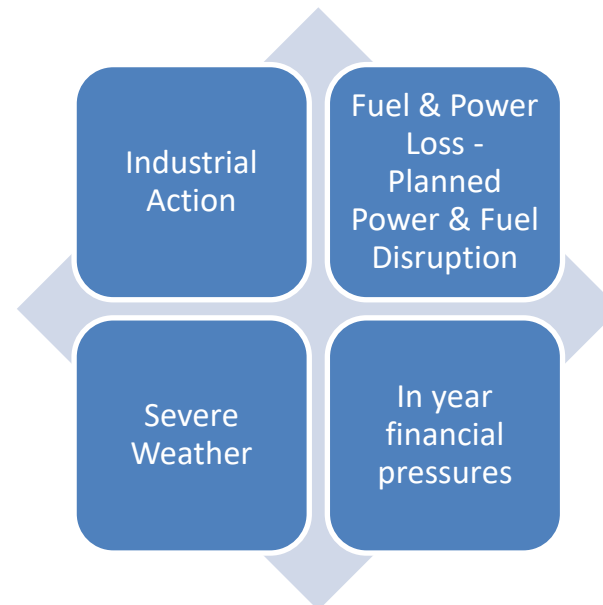 Industrial
Action
Fuel & Power
Loss -
Planned
Power & Fuel
Disruption
Severe
Weather
In year
financial
pressures